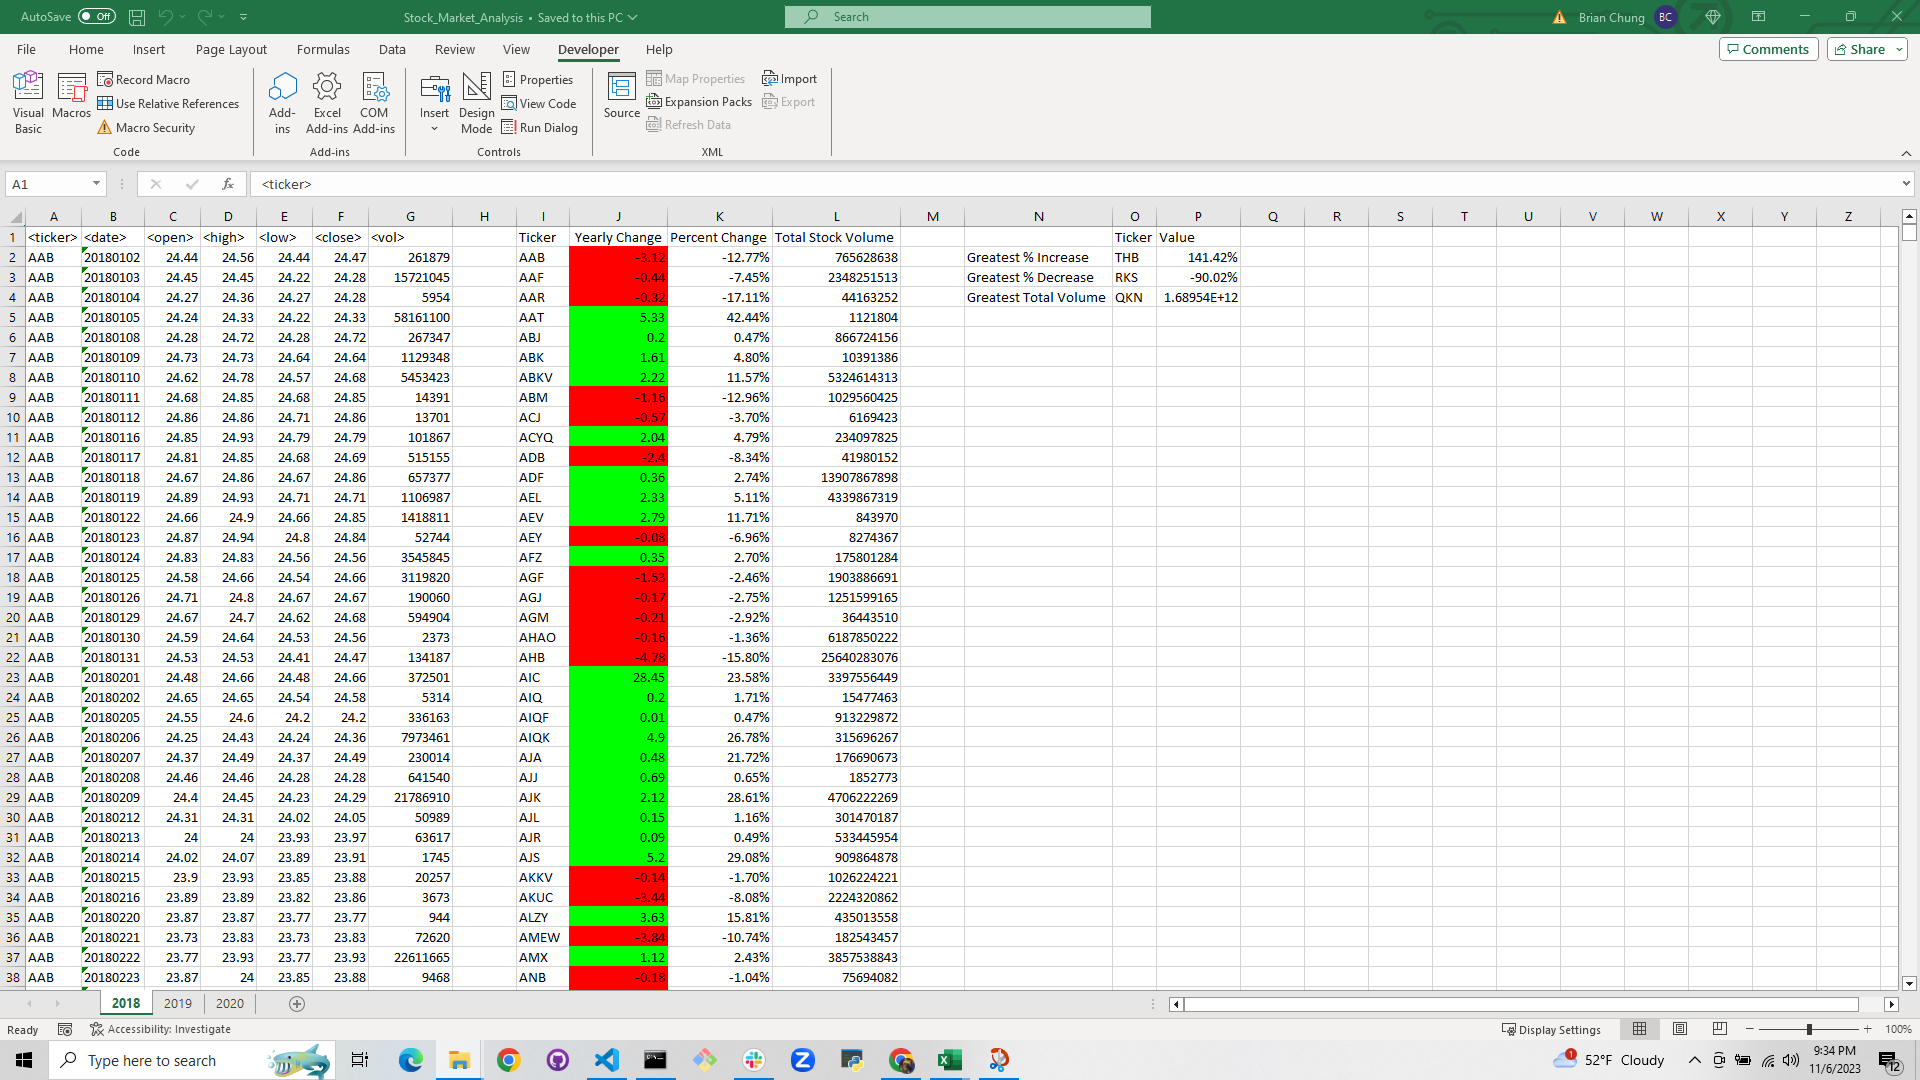 AutoSave Off Stock_Market_Analysis • Saved to this PC Search Brian Chung BC
File Home Insert Page Layout Formulas Data Review View Developer Help Comments Share
Visual Basic Macros Record Macro Use Relative References Macro Security Code
Add-ins Excel Add-ins COM Add-ins Add-ins
Insert Design Mode Properties View Code Run Dialog Controls
Source Map Properties Expansion Packs Refresh Data Import Export XML
A1 fx <ticker>
A B C D E F G H I J K L M N O P Q R S T U V W X Y Z
1 <ticker> <date> <open> <high> <low> <close> <vol> Ticker Yearly Change Percent Change Total Stock Volume Ticker Value
2 AAB 20180102 24.44 24.56 24.44 24.47 261879 AAB -3.12 -12.77% 765628638 Greatest % Increase THB 141.42%
3 AAB 20180103 24.45 24.45 24.22 24.28 15721045 AAF -0.44 -7.45% 2348251513 Greatest % Decrease RKS -90.02%
4 AAB 20180104 24.27 24.36 24.27 24.28 5954 AAR -0.32 -17.11% 44163252 Greatest Total Volume QKN 1.68954E+12
5 AAB 20180105 24.24 24.33 24.22 24.33 58161100 AAT 5.33 42.44% 1121804
6 AAB 20180108 24.28 24.72 24.28 24.72 267347 ABJ 0.2 0.47% 866724156
7 AAB 20180109 24.73 24.73 24.64 24.64 1129348 ABK 1.61 4.80% 10391386
8 AAB 20180110 24.62 24.78 24.57 24.68 5453423 ABKV 2.22 11.57% 5324614313
9 AAB 20180111 24.68 24.85 24.68 24.85 14391 ABM -1.16 -12.96% 1029560425
10 AAB 20180112 24.86 24.86 24.71 24.86 13701 ACJ -0.57 -3.70% 6169423
11 AAB 20180116 24.85 24.93 24.79 24.79 101867 ACYQ 2.04 4.79% 234097825
12 AAB 20180117 24.81 24.85 24.68 24.69 515155 ADB -2.4 -8.34% 41980152
13 AAB 20180118 24.67 24.86 24.67 24.86 657377 ADF 0.36 2.74% 13907867898
14 AAB 20180119 24.89 24.93 24.71 24.71 1106987 AEL 2.33 5.11% 4339867319
15 AAB 20180122 24.66 24.9 24.66 24.85 1418811 AEV 2.79 11.71% 843970
16 AAB 20180123 24.87 24.94 24.8 24.84 52744 AEY -0.08 -6.96% 8274367
17 AAB 20180124 24.83 24.83 24.56 24.56 3545845 AFZ 0.35 2.70% 175801284
18 AAB 20180125 24.58 24.66 24.54 24.66 3119820 AGF -1.53 -2.46% 1903886691
19 AAB 20180126 24.71 24.8 24.67 24.67 190060 AGJ -0.17 -2.75% 1251599165
20 AAB 20180129 24.67 24.7 24.62 24.68 594904 AGM -0.21 -2.92% 36443510
21 AAB 20180130 24.59 24.64 24.53 24.56 2373 AHAO -0.16 -1.36% 6187850222
22 AAB 20180131 24.53 24.53 24.41 24.47 134187 AHB -4.78 -15.80% 25640283076
23 AAB 20180201 24.48 24.66 24.48 24.66 372501 AIC 28.45 23.58% 3397556449
24 AAB 20180202 24.65 24.65 24.54 24.58 5314 AIQ 0.2 1.71% 15477463
25 AAB 20180205 24.55 24.6 24.2 24.2 336163 AIQF 0.01 0.47% 913229872
26 AAB 20180206 24.25 24.43 24.24 24.36 7973461 AIQK 4.9 26.78% 315696267
27 AAB 20180207 24.37 24.49 24.37 24.49 230014 AJA 0.48 21.72% 176690673
28 AAB 20180208 24.46 24.46 24.28 24.28 641540 AJJ 0.69 0.65% 1852773
29 AAB 20180209 24.4 24.45 24.23 24.29 21786910 AJK 2.12 28.61% 4706222269
30 AAB 20180212 24.31 24.31 24.02 24.05 50989 AJL 0.15 1.16% 301470187
31 AAB 20180213 24 24 23.93 23.97 63617 AJR 0.09 0.49% 533445954
32 AAB 20180214 24.02 24.07 23.89 23.91 1745 AJS 5.2 29.08% 909864878
33 AAB 20180215 23.9 23.93 23.85 23.88 20257 AKKV -0.14 -1.70% 1026224221
34 AAB 20180216 23.89 23.89 23.82 23.86 3673 AKUC -3.44 -8.08% 2224320862
35 AAB 20180220 23.87 23.87 23.77 23.77 944 ALZY 3.63 15.81% 435013558
36 AAB 20180221 23.73 23.83 23.73 23.83 72620 AMEW -3.84 -10.74% 182543457
37 AAB 20180222 23.77 23.93 23.77 23.93 22611665 AMX 1.12 2.43% 3857538843
38 AAB 20180223 23.87 24 23.85 23.88 9468 ANB -0.18 -1.04% 75694082
2018 2019 2020
Ready Accessibility: Investigate Display Settings 100%
Type here to search 1 52°F Cloudy 9:34 PM 11/6/2023 12